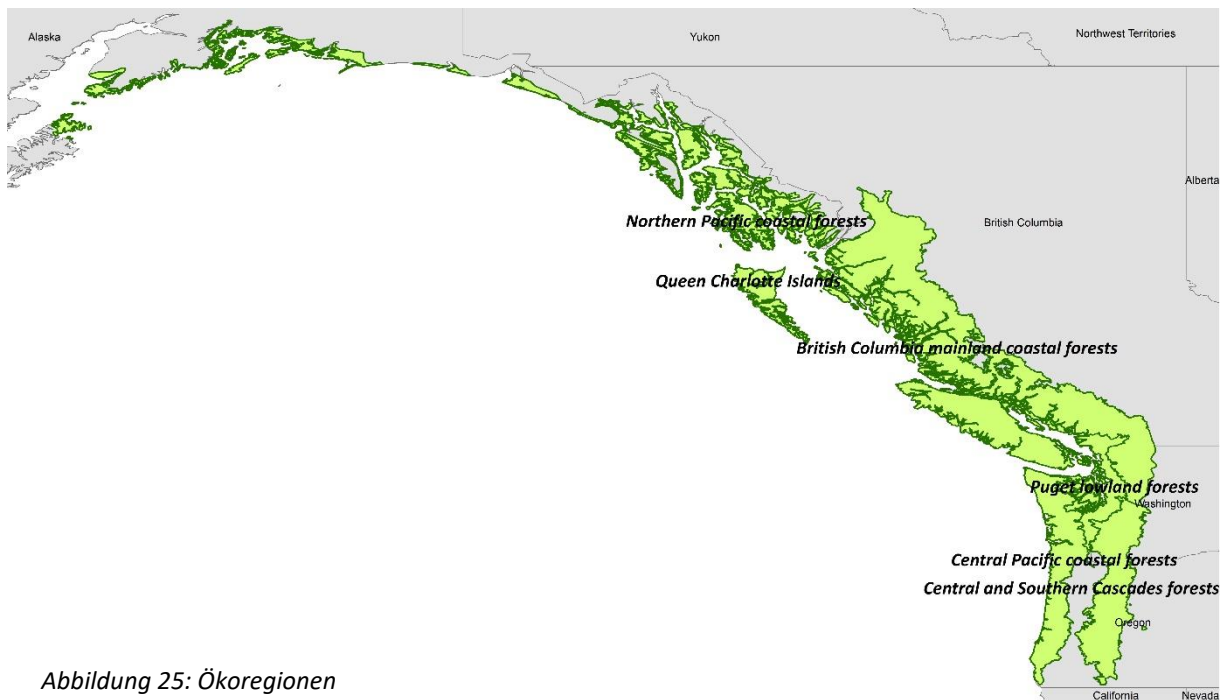 Alaska
Yukon
Northwest Territories
Alberta
British Columbia
Northern Pacific coastal forests
Queen Charlotte Islands
British Columbia mainland coastal forests
Puget lowland forests
Washington
Central Pacific coastal forests
Central and Southern Cascades forests
Oregon
California
Nevada
Abbildung 25: Ökoregionen